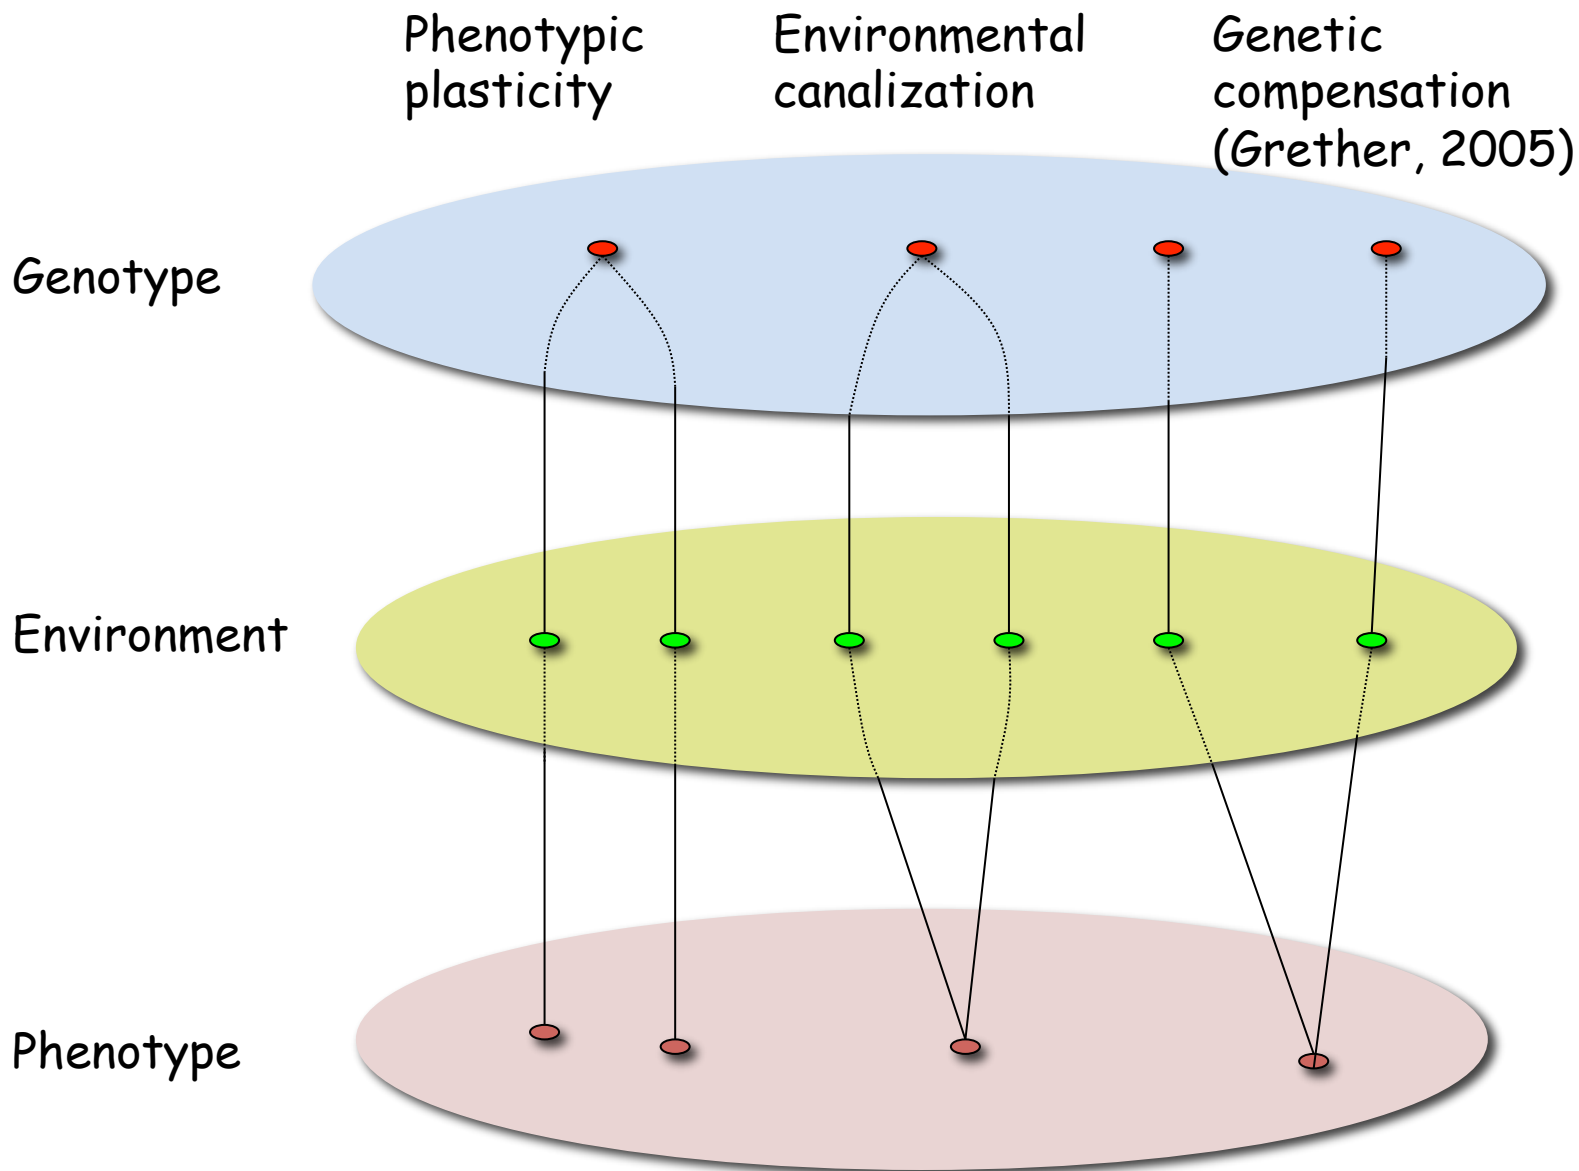 Phenotypic
plasticity
Environmental
canalization
Genetic
compensation
(Grether, 2005)
Genotype
Environment
Phenotype